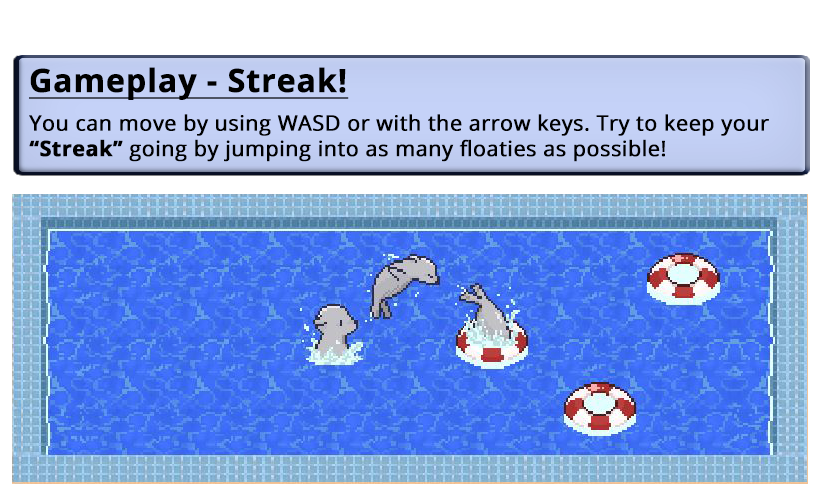 Gameplay - Streak!
You can move by using WASD or with the arrow keys. Try to keep your
“Streak” going by jumping into as many floaties as possible!